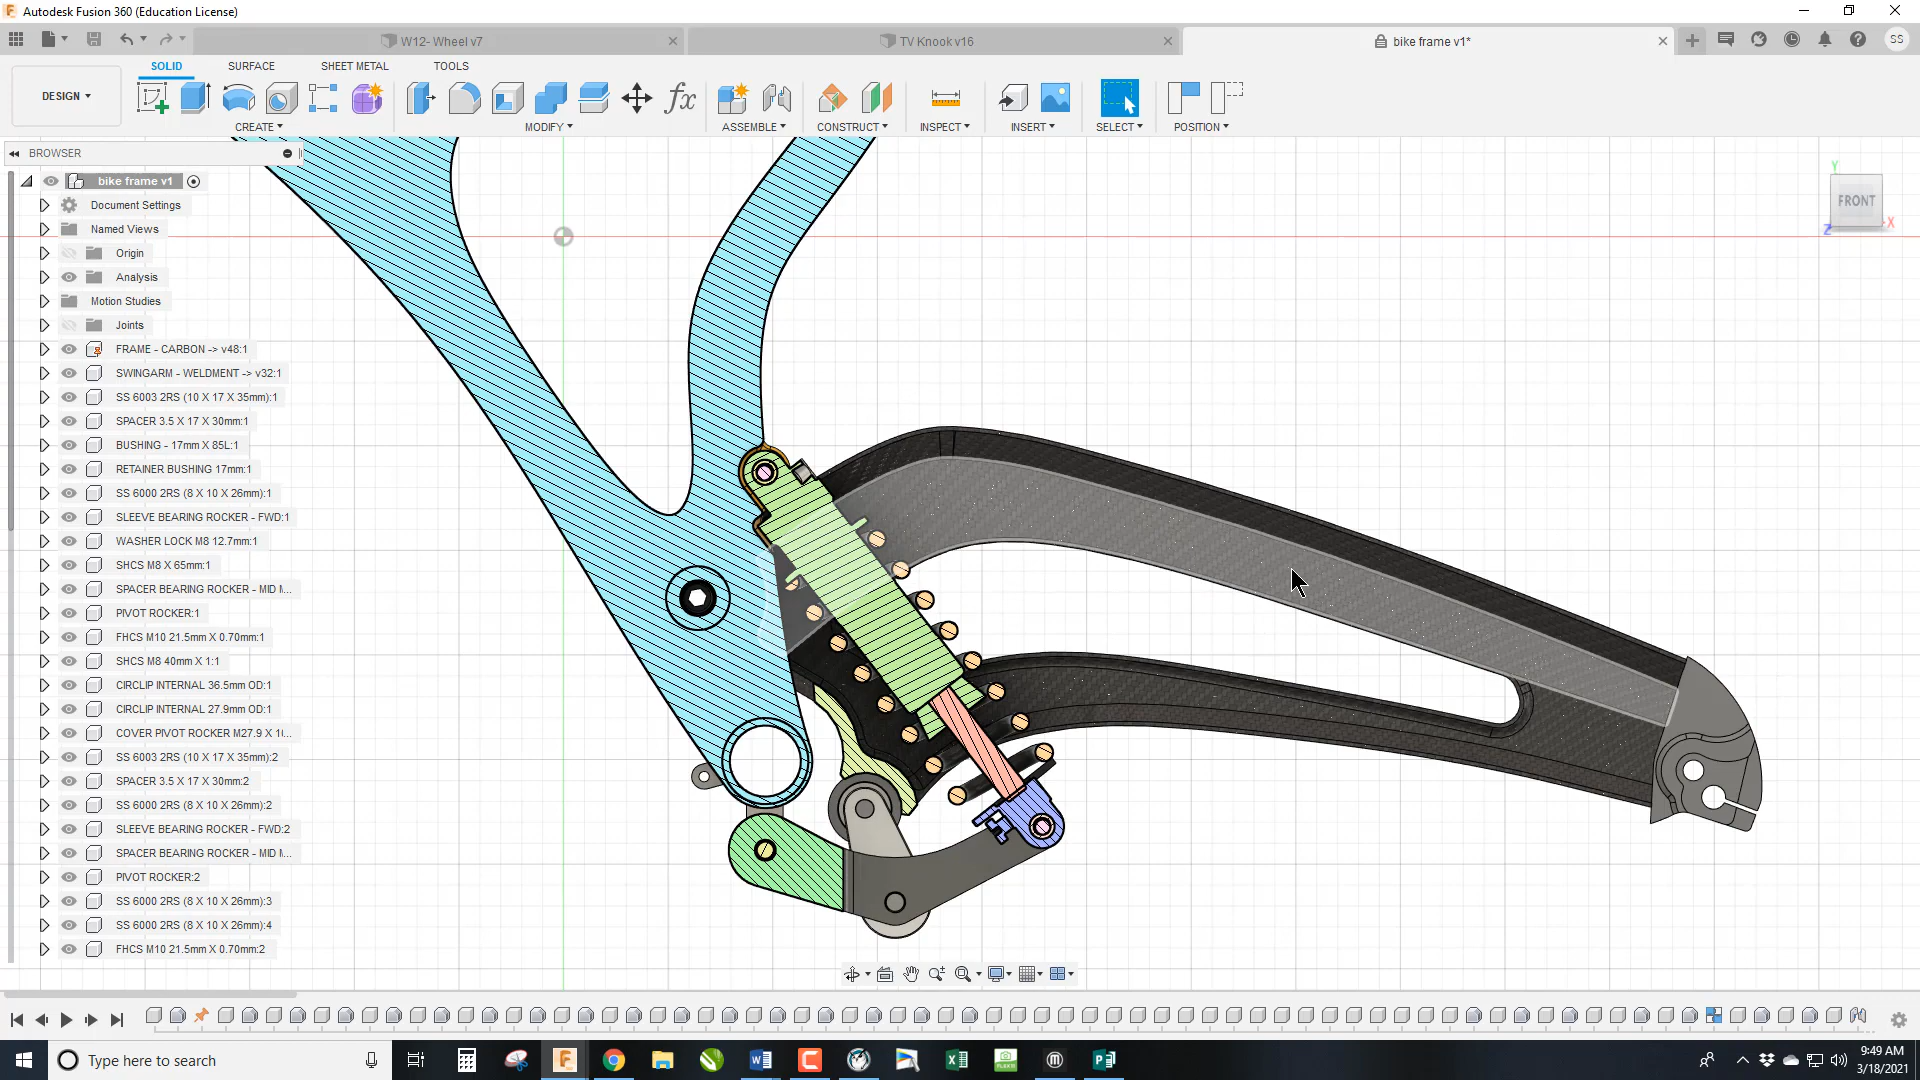 Autodesk Fusion 360 (Education License)
W12- Wheel v7
TV Knook v16
bike frame v1*
SS
DESIGN
SOLID
SURFACE
SHEET METAL
TOOLS
fx
CREATE
MODIFY
ASSEMBLE
CONSTRUCT
INSPECT
INSERT
SELECT
POSITION
BROWSER
bike frame v1
Document Settings
Named Views
Origin
Analysis
Motion Studies
Joints
FRAME - CARBON -> v48:1
SWINGARM - WELDMENT -> v32:1
SS 6003 2RS (10 X 17 X 35mm):1
SPACER 3.5 X 17 X 30mm:1
BUSHING - 17mm X 85L:1
RETAINER BUSHING 17mm:1
SS 6000 2RS (8 X 10 X 26mm):1
SLEEVE BEARING ROCKER - FWD:1
WASHER LOCK M8 12.7mm:1
SHCS M8 X 65mm:1
SPACER BEARING ROCKER - MID M...
PIVOT ROCKER:1
FHCS M10 21.5mm X 0.70mm:1
SHCS M8 40mm X 1:1
CIRCLIP INTERNAL 36.5mm OD:1
CIRCLIP INTERNAL 27.9mm OD:1
COVER PIVOT ROCKER M27.9 X 1(...
SS 6003 2RS (10 X 17 X 35mm):2
SPACER 3.5 X 17 X 30mm:2
SS 6000 2RS (8 X 10 X 26mm):2
SLEEVE BEARING ROCKER - FWD:2
SPACER BEARING ROCKER - MID M...
PIVOT ROCKER:2
SS 6000 2RS (8 X 10 X 26mm):3
SS 6000 2RS (8 X 10 X 26mm):4
FHCS M10 21.5mm X 0.70mm:2
Y
FRONT
X
Z
Type here to search
9:49 AM
3/18/2021